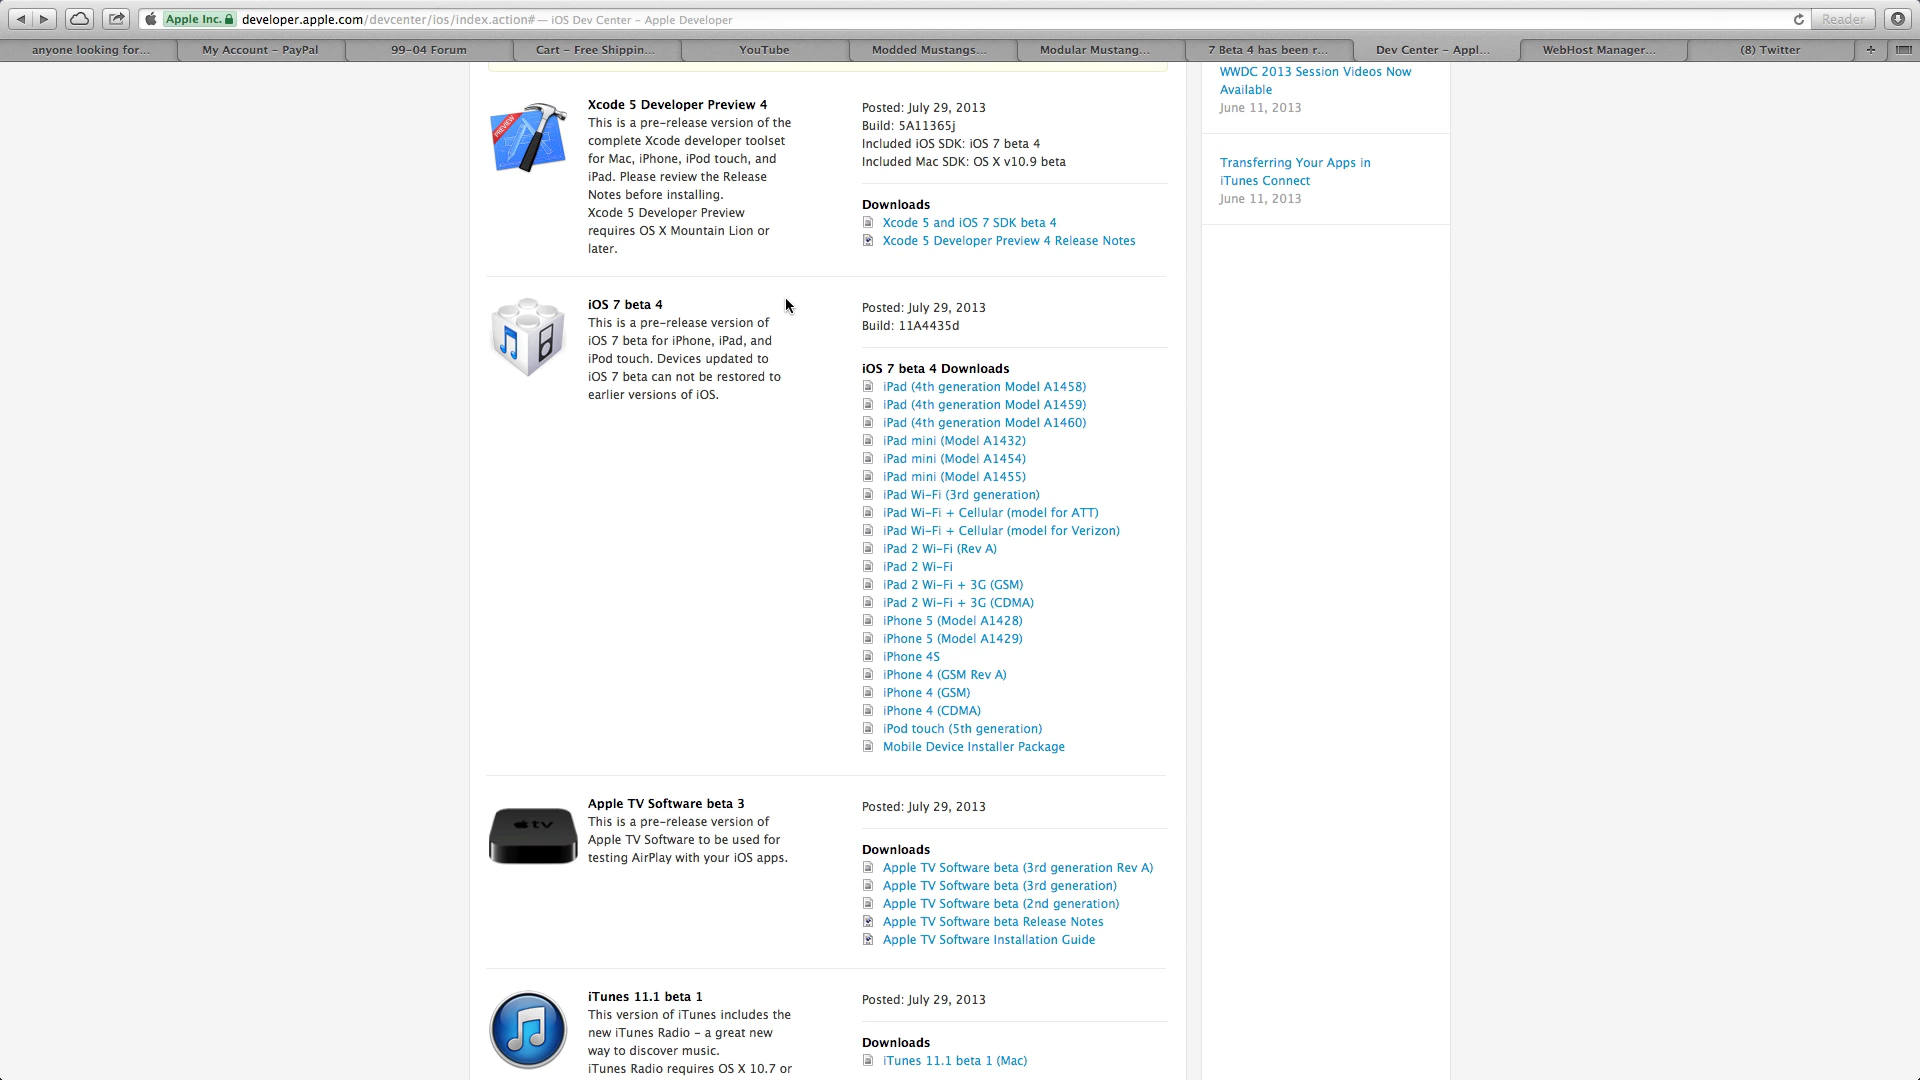 Apple Inc. developer.apple.com/devcenter/ios/index.action# — iOS Dev Center – Apple Developer
Reader
anyone looking for...
My Account – PayPal
99–04 Forum
Cart – Free Shippin...
YouTube
Modded Mustangs...
Modular Mustang...
7 Beta 4 has been r...
Dev Center – Appl...
WebHost Manager...
(8) Twitter
+
Xcode 5 Developer Preview 4
This is a pre-release version of the
complete Xcode developer toolset
for Mac, iPhone, iPod touch, and
iPad. Please review the Release
Notes before installing.
Xcode 5 Developer Preview
requires OS X Mountain Lion or
later.
PREVIEW
Posted: July 29, 2013
Build: 5A11365j
Included iOS SDK: iOS 7 beta 4
Included Mac SDK: OS X v10.9 beta
Downloads
Xcode 5 and iOS 7 SDK beta 4
Xcode 5 Developer Preview 4 Release Notes
iOS 7 beta 4
This is a pre-release version of
iOS 7 beta for iPhone, iPad, and
iPod touch. Devices updated to
iOS 7 beta can not be restored to
earlier versions of iOS.
Posted: July 29, 2013
Build: 11A4435d
iOS 7 beta 4 Downloads
iPad (4th generation Model A1458)
iPad (4th generation Model A1459)
iPad (4th generation Model A1460)
iPad mini (Model A1432)
iPad mini (Model A1454)
iPad mini (Model A1455)
iPad Wi-Fi (3rd generation)
iPad Wi-Fi + Cellular (model for ATT)
iPad Wi-Fi + Cellular (model for Verizon)
iPad 2 Wi-Fi (Rev A)
iPad 2 Wi-Fi
iPad 2 Wi-Fi + 3G (GSM)
iPad 2 Wi-Fi + 3G (CDMA)
iPhone 5 (Model A1428)
iPhone 5 (Model A1429)
iPhone 4S
iPhone 4 (GSM Rev A)
iPhone 4 (GSM)
iPhone 4 (CDMA)
iPod touch (5th generation)
Mobile Device Installer Package
tv
Apple TV Software beta 3
This is a pre-release version of
Apple TV Software to be used for
testing AirPlay with your iOS apps.
Posted: July 29, 2013
Downloads
Apple TV Software beta (3rd generation Rev A)
Apple TV Software beta (3rd generation)
Apple TV Software beta (2nd generation)
Apple TV Software beta Release Notes
Apple TV Software Installation Guide
iTunes 11.1 beta 1
This version of iTunes includes the
new iTunes Radio – a great new
way to discover music.
iTunes Radio requires OS X 10.7 or
Posted: July 29, 2013
Downloads
iTunes 11.1 beta 1 (Mac)
WWDC 2013 Session Videos Now
Available
June 11, 2013
Transferring Your Apps in
iTunes Connect
June 11, 2013